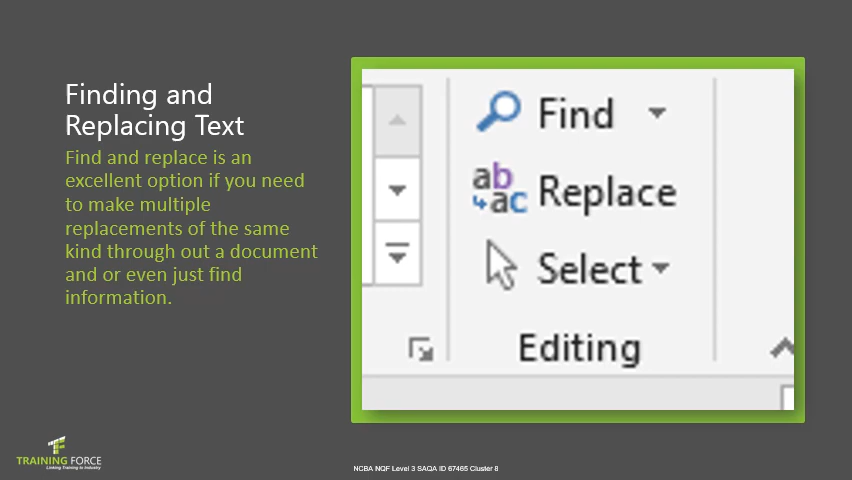 Finding and
Replacing Text
Find and replace is an
excellent option if you need
to make multiple
replacements of the same
kind through out a document
and or even just find
information.
Find
ab
ac Replace
Select
Editing
TRAINING FORCE
Linking Training to Industry
NCBA NQF Level 3 SAQA ID 67465 Cluster 8